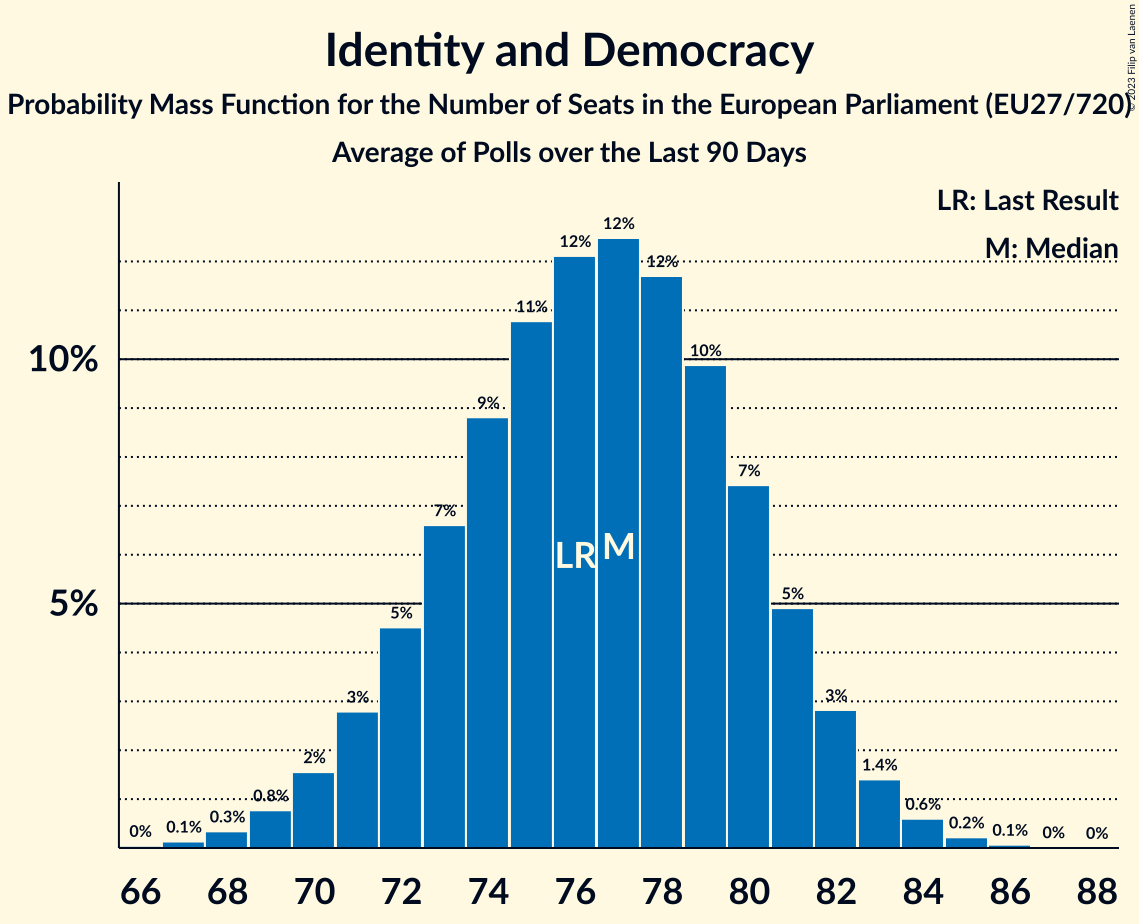 Identity and Democracy
Probability Mass Function for the Number of Seats in the European Parliament (EU27/720)
Average of Polls over the Last 90 Days
© 2023 Filip van Laenen
LR: Last Result
M: Median
10%
5%
0%
0.1%
0.3%
0.8%
2%
3%
5%
7%
9%
11%
12%
12%
12%
10%
7%
5%
3%
1.4%
0.6%
0.2%
0.1%
0%
0%
LR
M
66 68 70 72 74 76 78 80 82 84 86 88